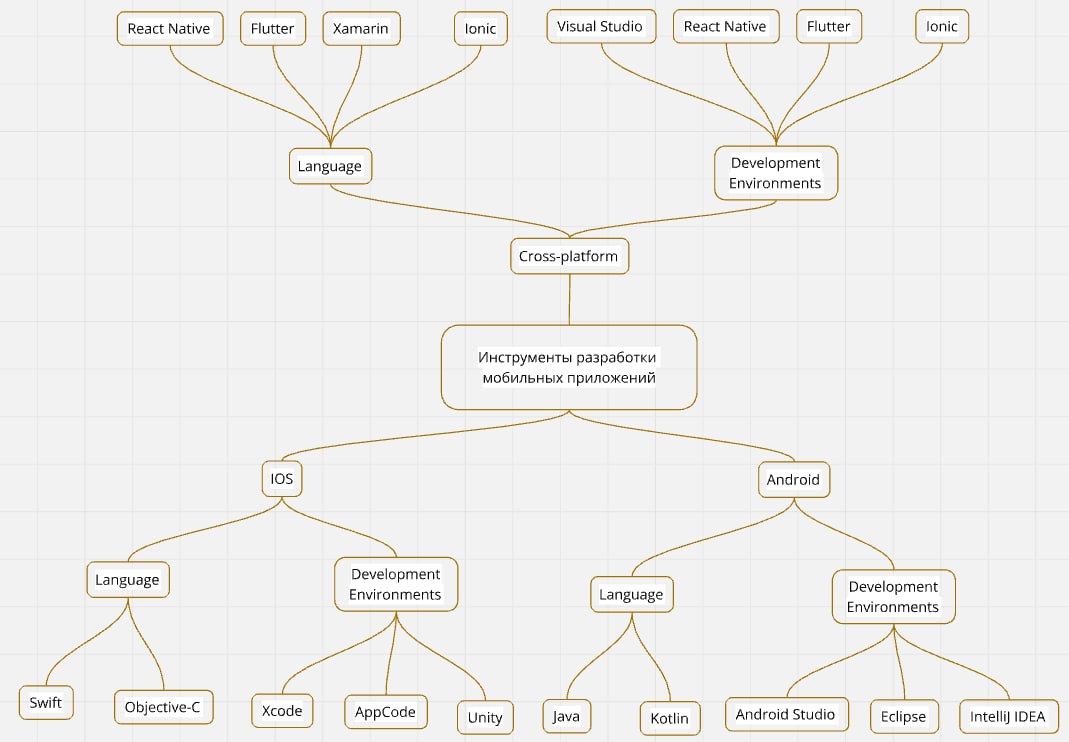 React Native
Flutter
Xamarin
Ionic
Visual Studio
React Native
Flutter
Ionic
Language
Development
Environments
Cross-platform
Инструменты разработки
мобильных приложений
IOS
Android
Language
Development
Environments
Language
Development
Environments
Swift
Objective-C
Xcode
AppCode
Unity
Java
Kotlin
Android Studio
Eclipse
IntelliJ IDEA